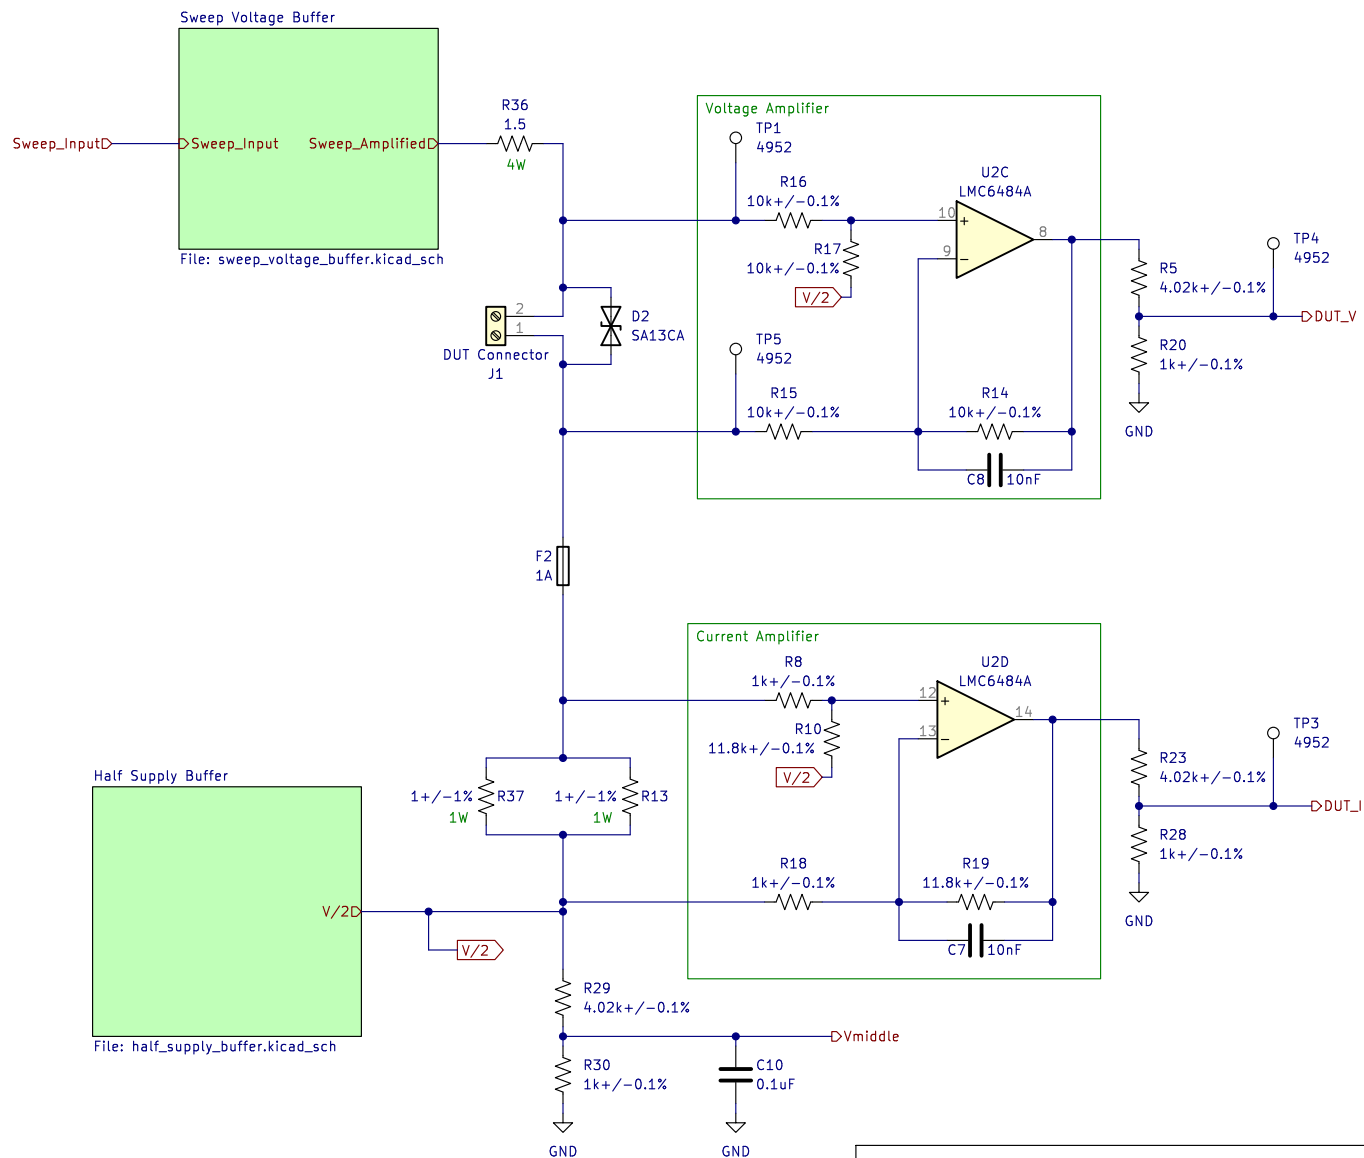 Sweep Voltage Buffer
Sweep_Input
Sweep_Input
Sweep_Amplified
File: sweep_voltage_buffer.kicad_sch
R36
1.5
4W
2
1
DUT Connector
J1
D2
SA13CA
Voltage Amplifier
TP1
4952
R16
10k+/-0.1%
R17
10k+/-0.1%
V/2
U2C
LMC6484A
10
+
9
-
8
TP5
4952
R15
10k+/-0.1%
R14
10k+/-0.1%
C8
10nF
R5
4.02k+/-0.1%
TP4
4952
DUT_V
R20
1k+/-0.1%
GND
F2
1A
Current Amplifier
R8
1k+/-0.1%
R10
11.8k+/-0.1%
V/2
U2D
LMC6484A
12
+
13
-
14
R18
1k+/-0.1%
R19
11.8k+/-0.1%
C7
10nF
R23
4.02k+/-0.1%
TP3
4952
DUT_I
R28
1k+/-0.1%
GND
1+/-1%
R37
1W
1+/-1%
R13
1W
Half Supply Buffer
V/2
V/2
File: half_supply_buffer.kicad_sch
R29
4.02k+/-0.1%
Vmiddle
R30
1k+/-0.1%
C10
0.1uF
GND
GND